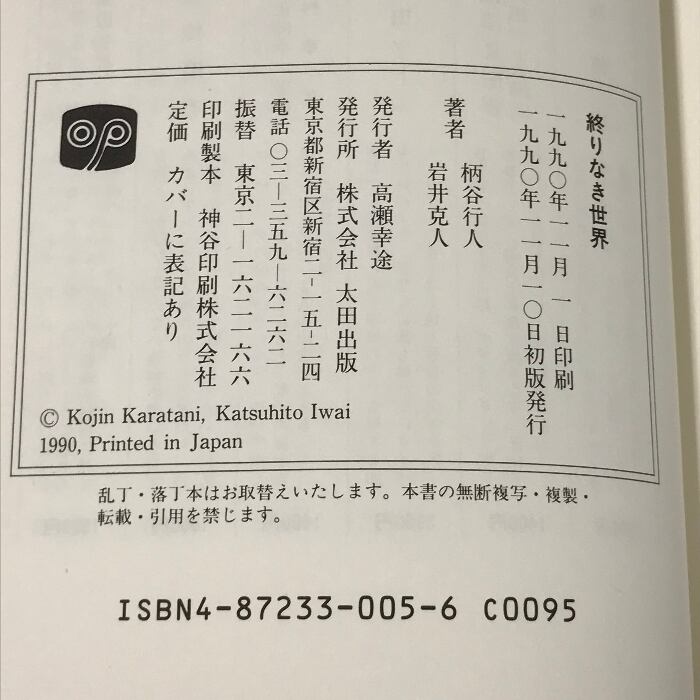 終りなき世界
一九九〇年一一月　一　日印刷
一九九〇年一一月一〇日初版発行
著者　柄谷行人
岩井克人
発行者　高瀬幸途
発行所　株式会社 太田出版
東京都新宿区新宿二-一五-二四
電話 〇三―三五九―六二六二
振替　東京二―一六二一六六
印刷製本　神谷印刷株式会社
定価　カバーに表記あり
© Kojin Karatani, Katsuhito Iwai
1990, Printed in Japan
乱丁・落丁本はお取替えいたします。本書の無断複写・複製・
転載・引用を禁じます。
ISBN4-87233-005-6 C0095